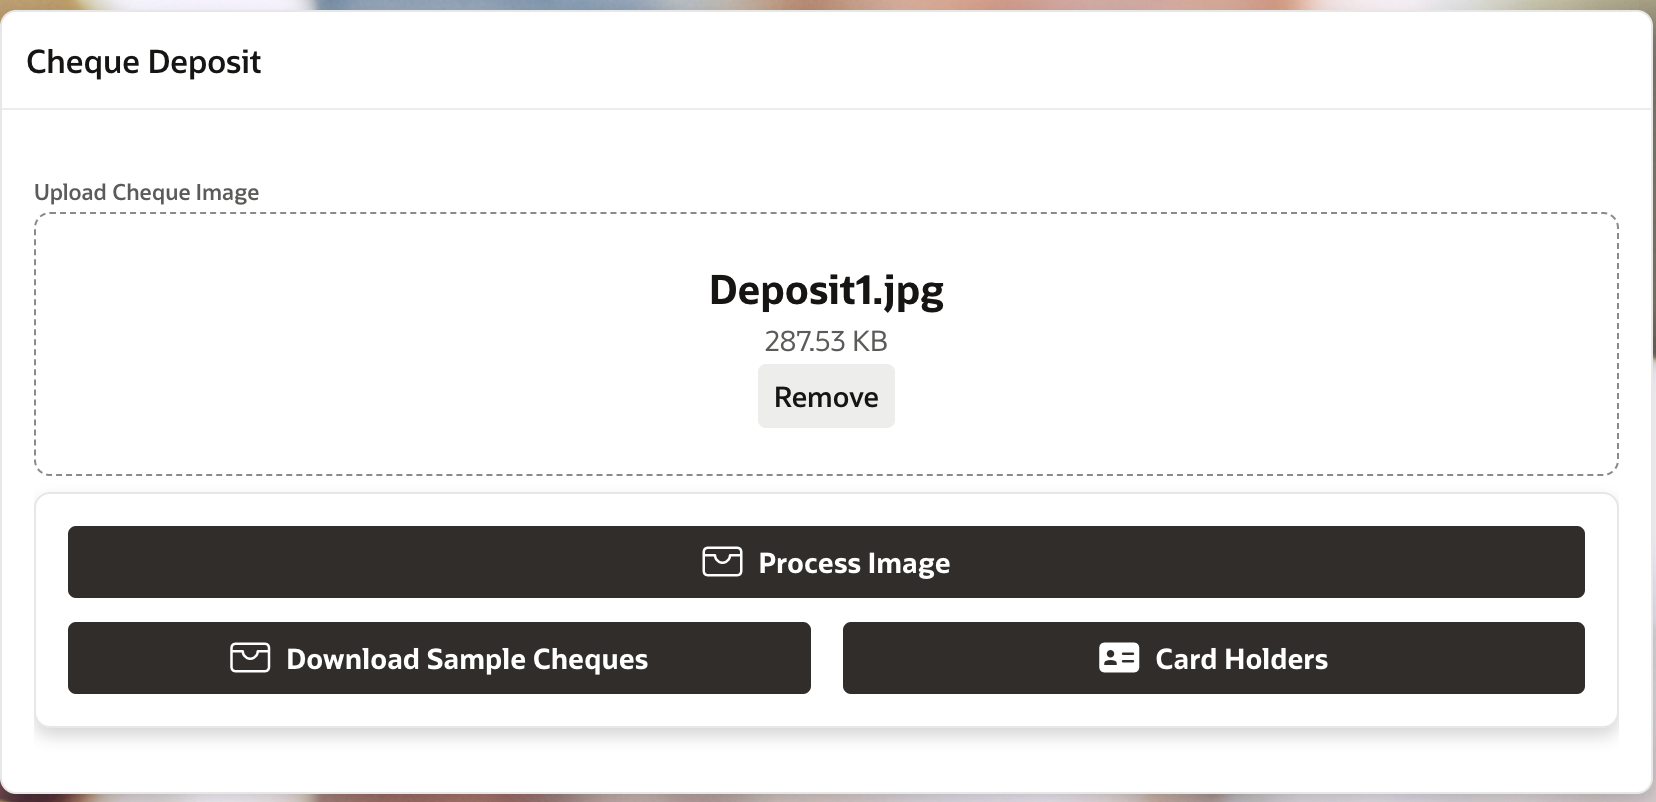 Cheque Deposit
Upload Cheque Image
Deposit1.jpg
287.53 KB
Remove
Process Image
Download Sample Cheques
Card Holders